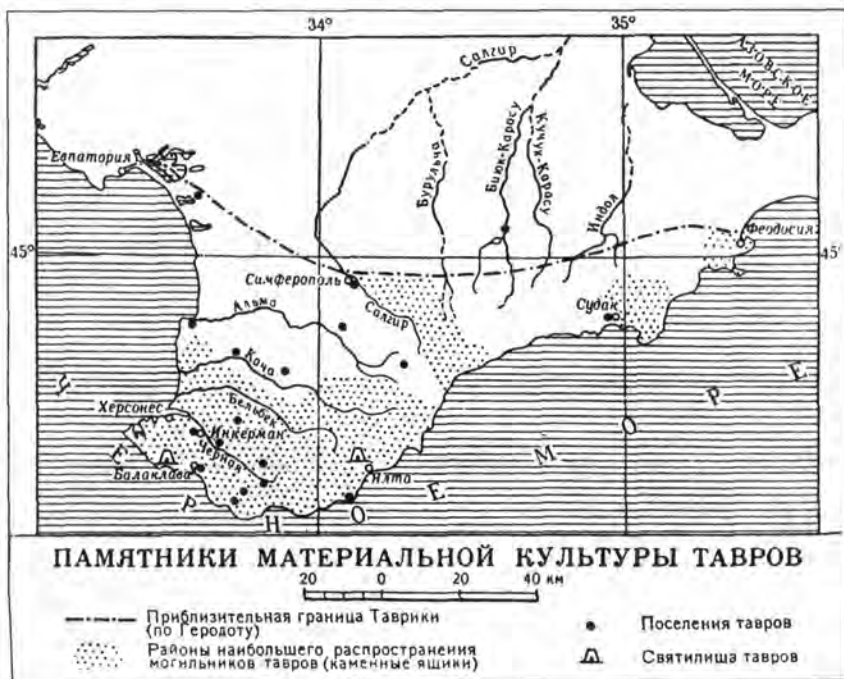 34° 35°
АЗОВСКОЕ
МОРЕ
Салгир
Евпатория
Бурульча
Биюк-Карасу
Кучук-Карасу
Индол
Феодосия
45° 45°
Симферополь
Салгир
Судак
Альма
Кача
Херсонес
Бельбек
Инкерман
Черная
Балаклава
Ялта
ЧЕРНОЕ МОРЕ
ПАМЯТНИКИ МАТЕРИАЛЬНОЙ КУЛЬТУРЫ ТАВРОВ
20 0 20 40 км
Приблизительная граница Таврики
(по Геродоту)
Районы наибольшего распространения
могильников тавров (каменные ящики)
Поселения тавров
Святилища тавров